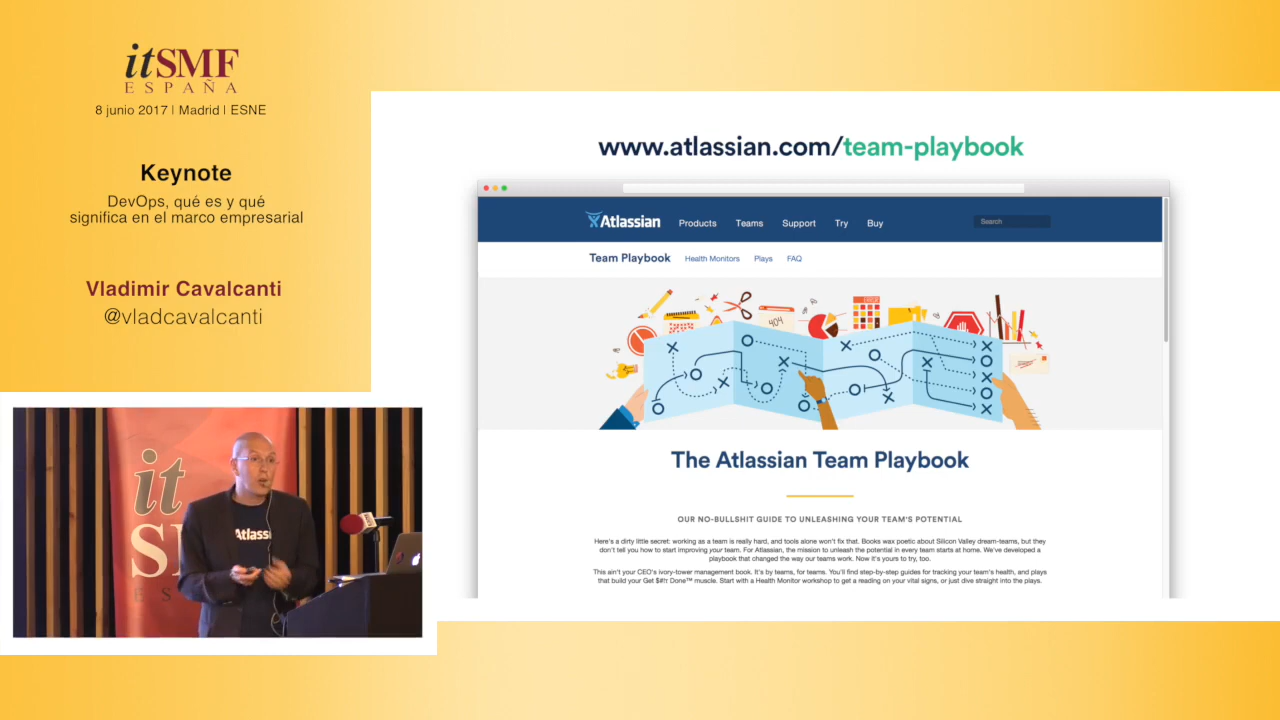 itSMF
ESPAÑA
8 junio 2017 | Madrid | ESNE
Keynote
DevOps, qué es y qué
significa en el marco empresarial
Vladimir Cavalcanti
@vladcavalcanti
www.atlassian.com/team-playbook
Atlassian Products Teams Support Try Buy Search
Team Playbook Health Monitors Plays FAQ
404
The Atlassian Team Playbook
OUR NO-BULLSHIT GUIDE TO UNLEASHING YOUR TEAM'S POTENTIAL
Here's a dirty little secret: working as a team is really hard, and tools alone won't fix that. Books wax poetic about Silicon Valley dream-teams, but they
don't tell you how to start improving your team. For Atlassian, the mission to unleash the potential in every team starts at home. We've developed a
playbook that changed the way our teams work. Now it's yours to try, too.
This ain't your CEO's ivory-tower management book. It's by teams, for teams. You'll find step-by-step guides for tracking your team's health, and plays
that build your Get $#!† Done™ muscle. Start with a Health Monitor workshop to get a reading on your vital signs, or just dive straight into the plays.
it
S
Atlassi